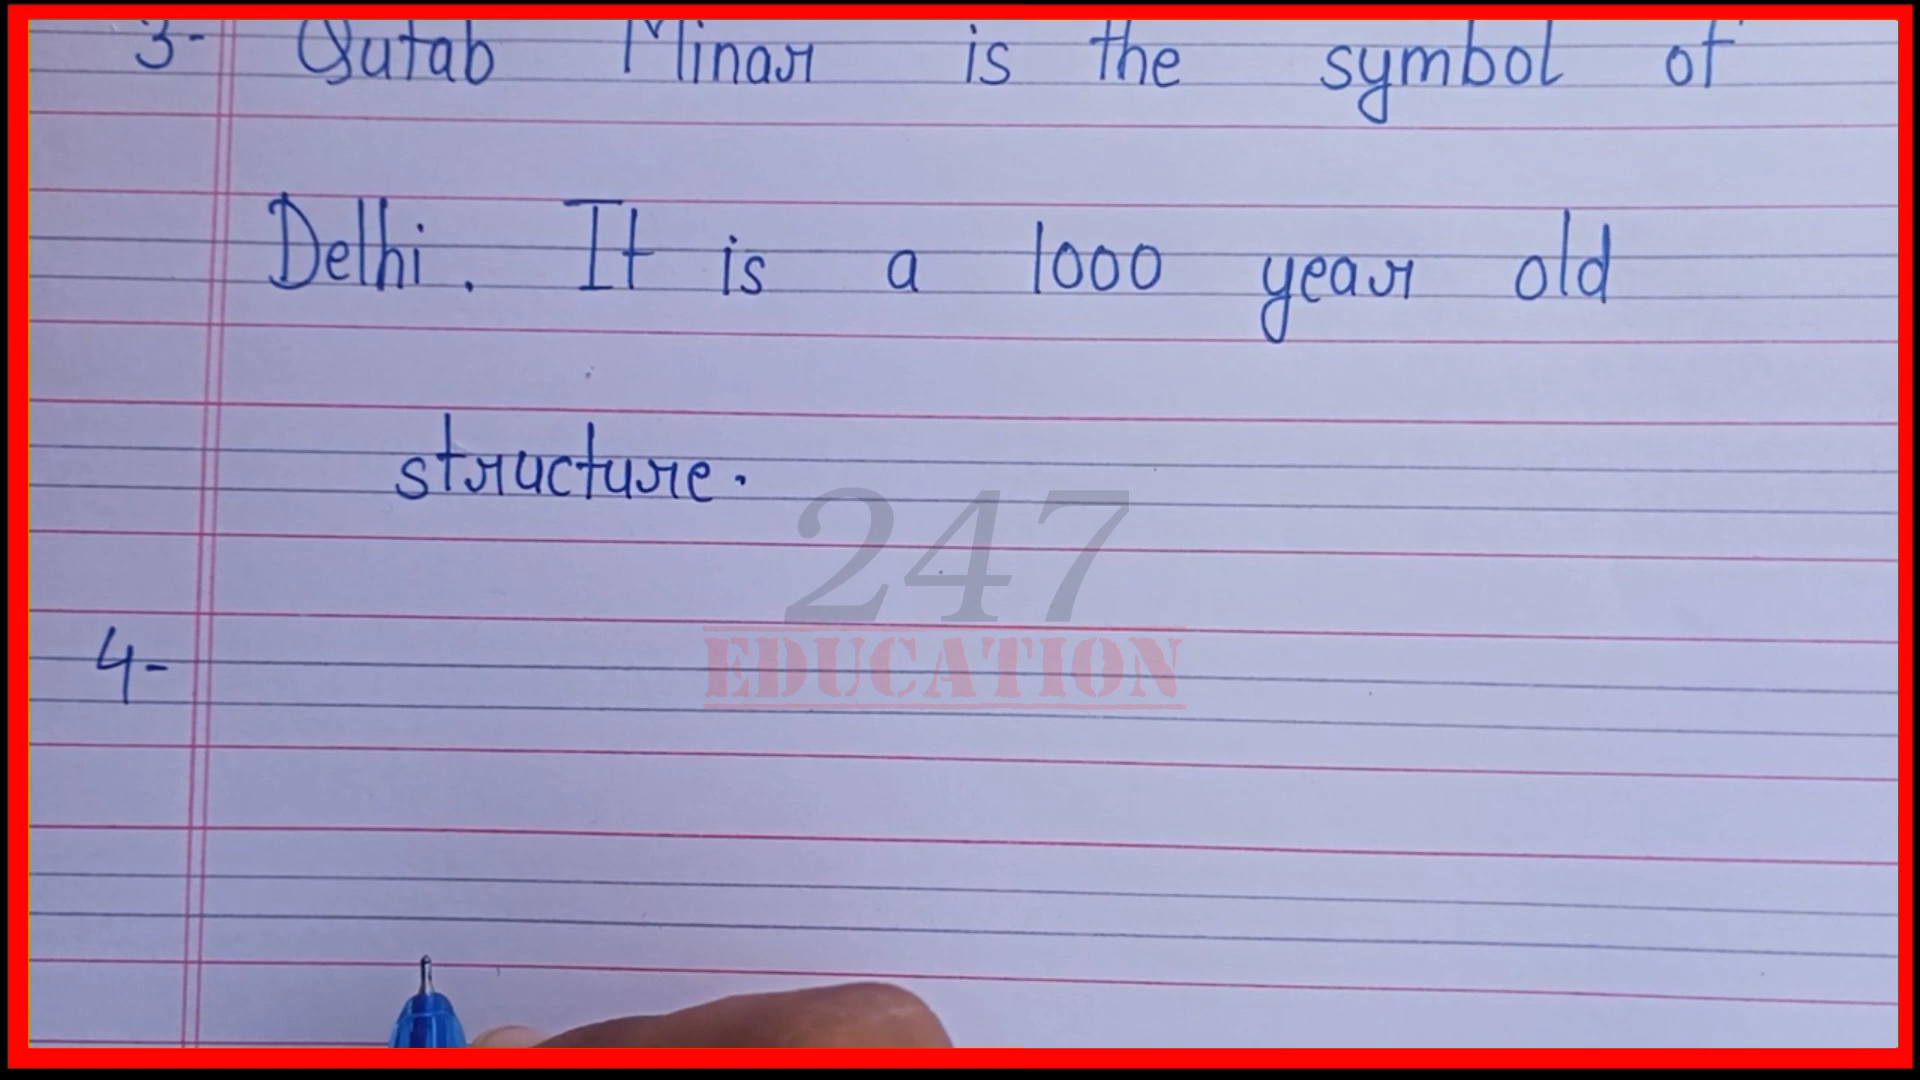 3- Qutab Minar is the symbol of
Delhi. It is a 1000 year old
structure.
247
EDUCATION
4-